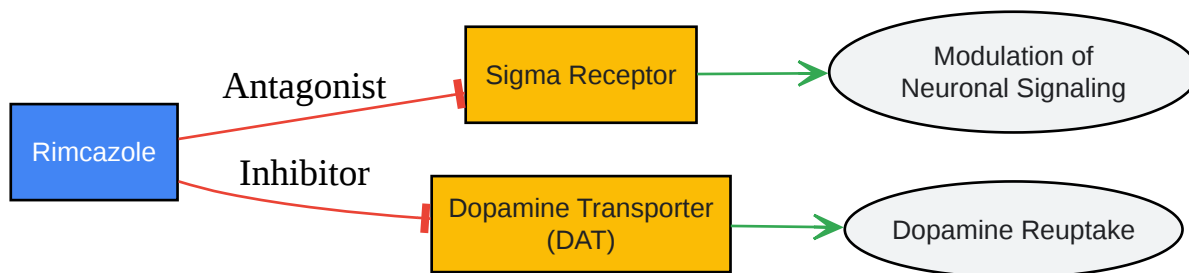 Rimcazole
Antagonist
Inhibitor
Sigma Receptor
Dopamine Transporter
(DAT)
Modulation of
Neuronal Signaling
Dopamine Reuptake